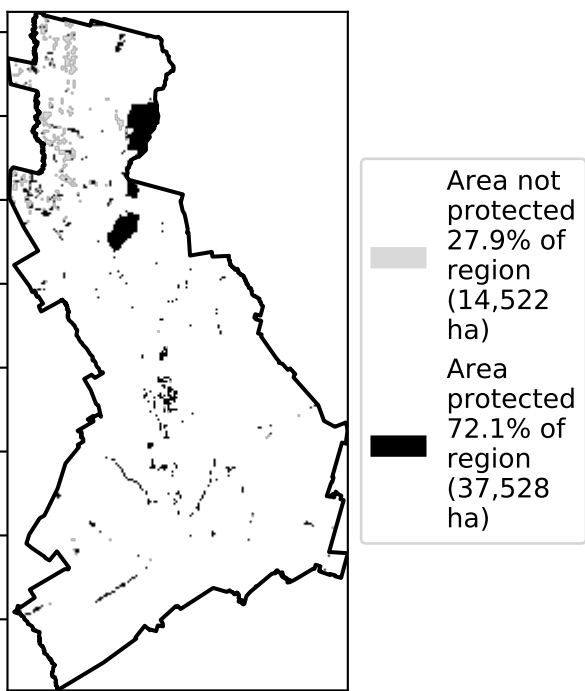 Area not
protected
27.9% of
region
(14,522
ha)
Area
protected
72.1% of
region
(37,528
ha)